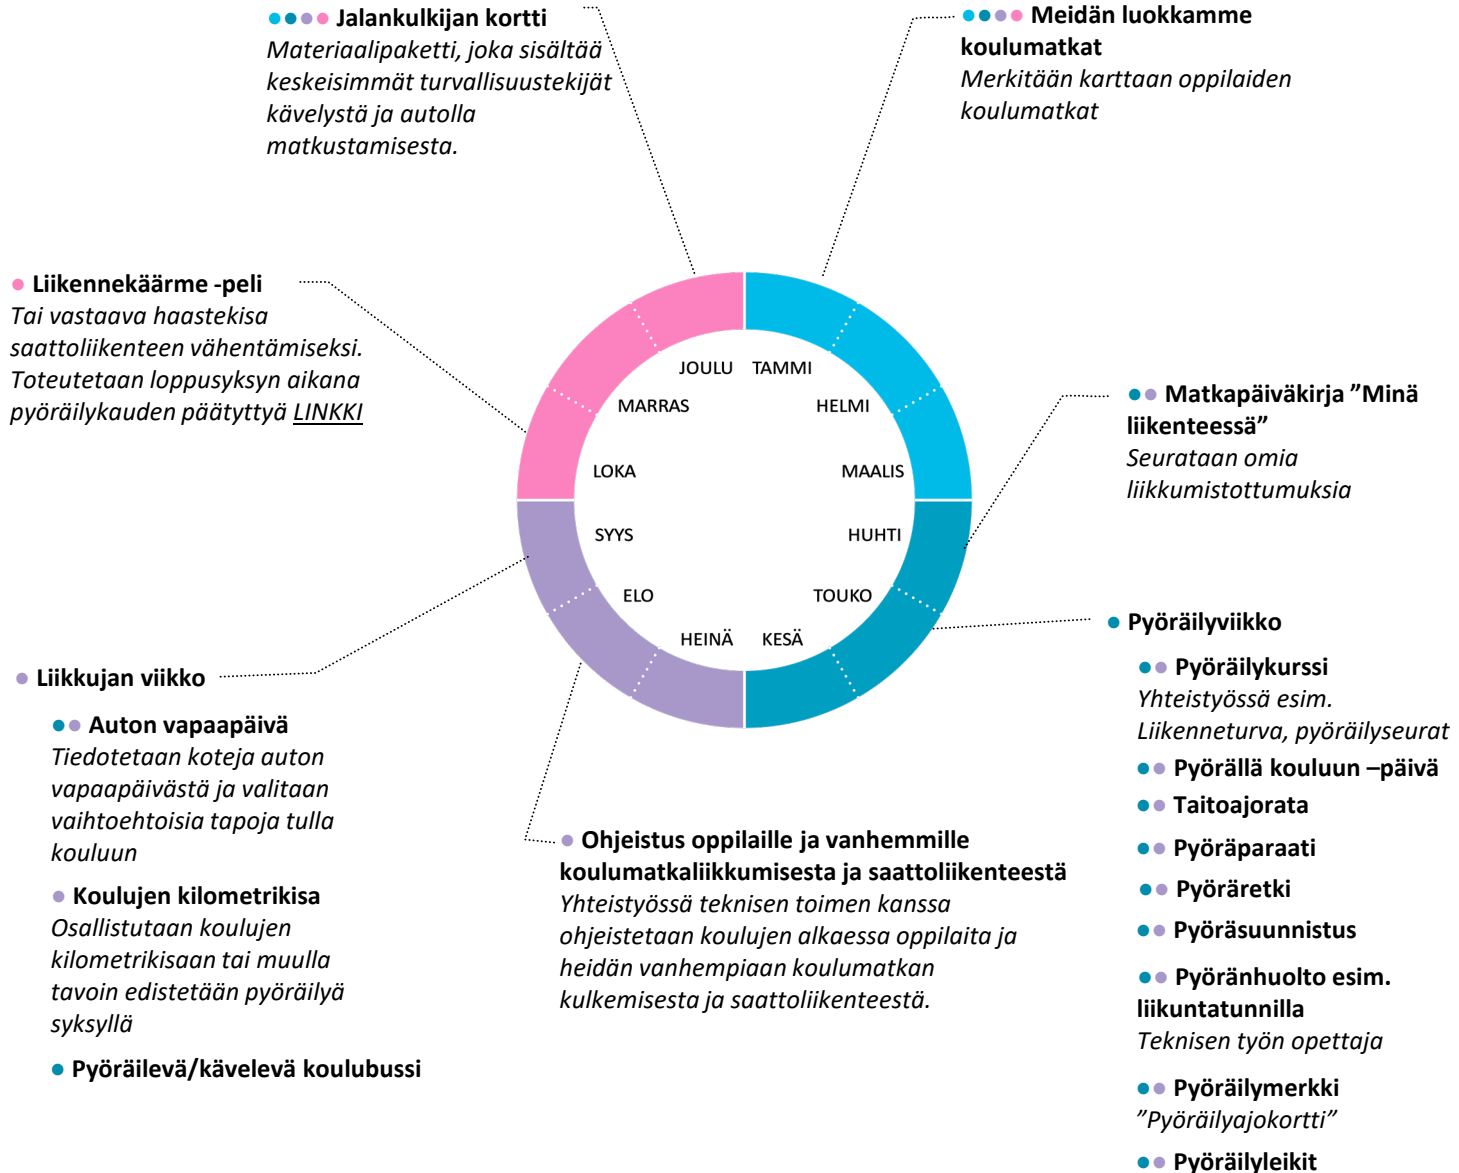 Jalankulkijan kortti
Materiaalipaketti, joka sisältää
keskeisimmät turvallisuustekijät
kävelystä ja autolla
matkustamisesta.
Meidän luokkamme
koulumatkat
Merkitään karttaan oppilaiden
koulumatkat
Liikennekäärme -peli
Tai vastaava haastekisa
saattoliikenteen vähentämiseksi.
Toteutetaan loppusyksyn aikana
pyöräilykauden päätyttyä LINKKI
JOULU
TAMMI
MARRAS
HELMI
LOKA
MAALIS
SYYS
HUHTI
ELO
TOUKO
HEINÄ
KESÄ
Matkapäiväkirja ”Minä
liikenteessä”
Seurataan omia
liikkumistottumuksia
Liikkujan viikko
Auton vapaapäivä
Tiedotetaan koteja auton
vapaapäivästä ja valitaan
vaihtoehtoisia tapoja tulla
kouluun
Koulujen kilometrikisa
Osallistutaan koulujen
kilometrikisaan tai muulla
tavoin edistetään pyöräilyä
syksyllä
Pyöräilevä/kävelevä koulubussi
Ohjeistus oppilaille ja vanhemmille
koulumatkaliikkumisesta ja saattoliikenteestä
Yhteistyössä teknisen toimen kanssa
ohjeistetaan koulujen alkaessa oppilaita ja
heidän vanhempiaan koulumatkan
kulkemisesta ja saattoliikenteestä.
Pyöräilyviikko
Pyöräilykurssi
Yhteistyössä esim.
Liikenneturva, pyöräilyseurat
Pyörällä kouluun –päivä
Taitoajorata
Pyöräparaati
Pyöräretki
Pyöräsuunnistus
Pyöränhuolto esim.
liikuntatunnilla
Teknisen työn opettaja
Pyöräilymerkki
”Pyöräilyajokortti”
Pyöräilyleikit